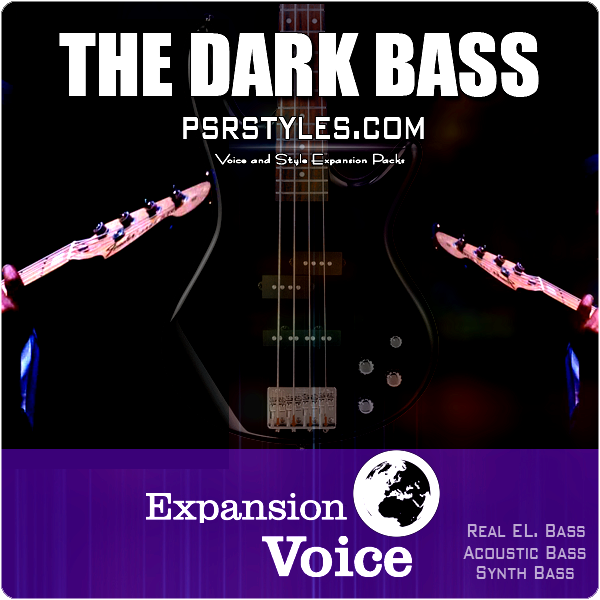 THE DARK BASS
PSRSTYLES.COM
Voice and Style Expansion Packs
Expansion
Voice
Real EL. Bass
Acoustic Bass
Synth Bass